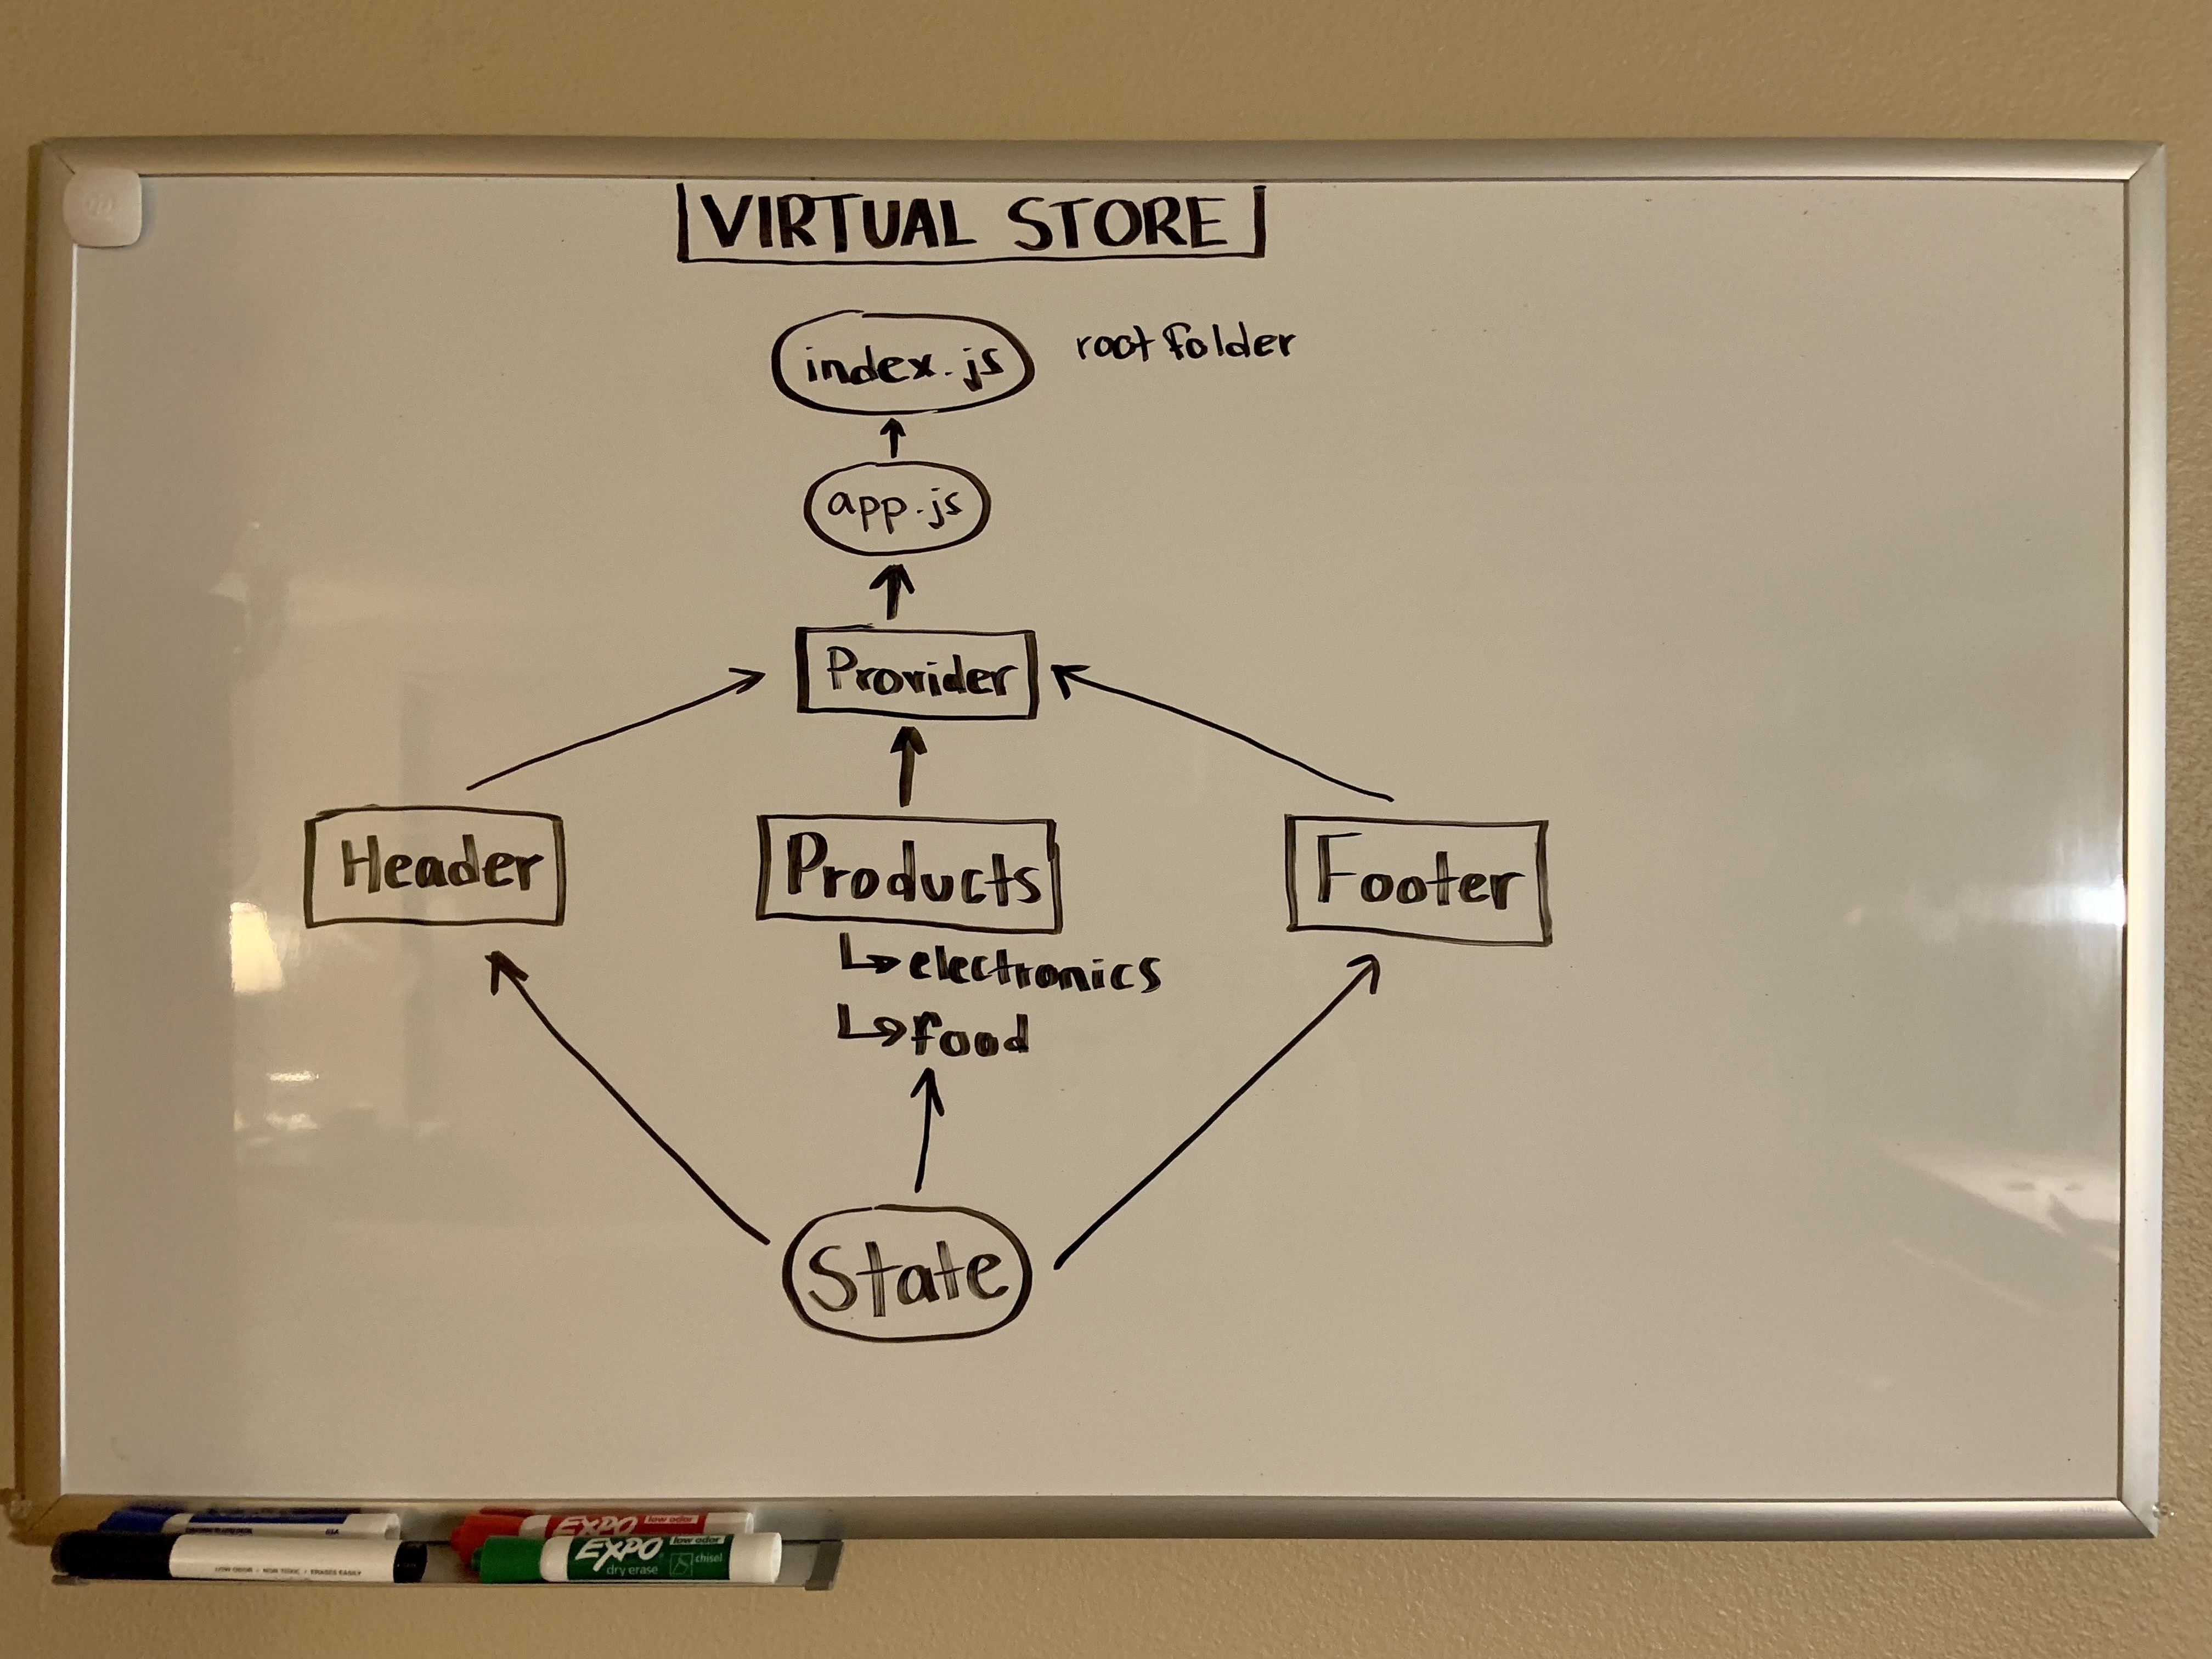 VIRTUAL STORE
index.js
root folder
app.js
Provider
Header
Products
Footer
electronics
food
State
EXPO
low odor
EXPO
low odor
dry erase
chisel
LOW ODOR • NON TOXIC • ERASES EASILY
USA